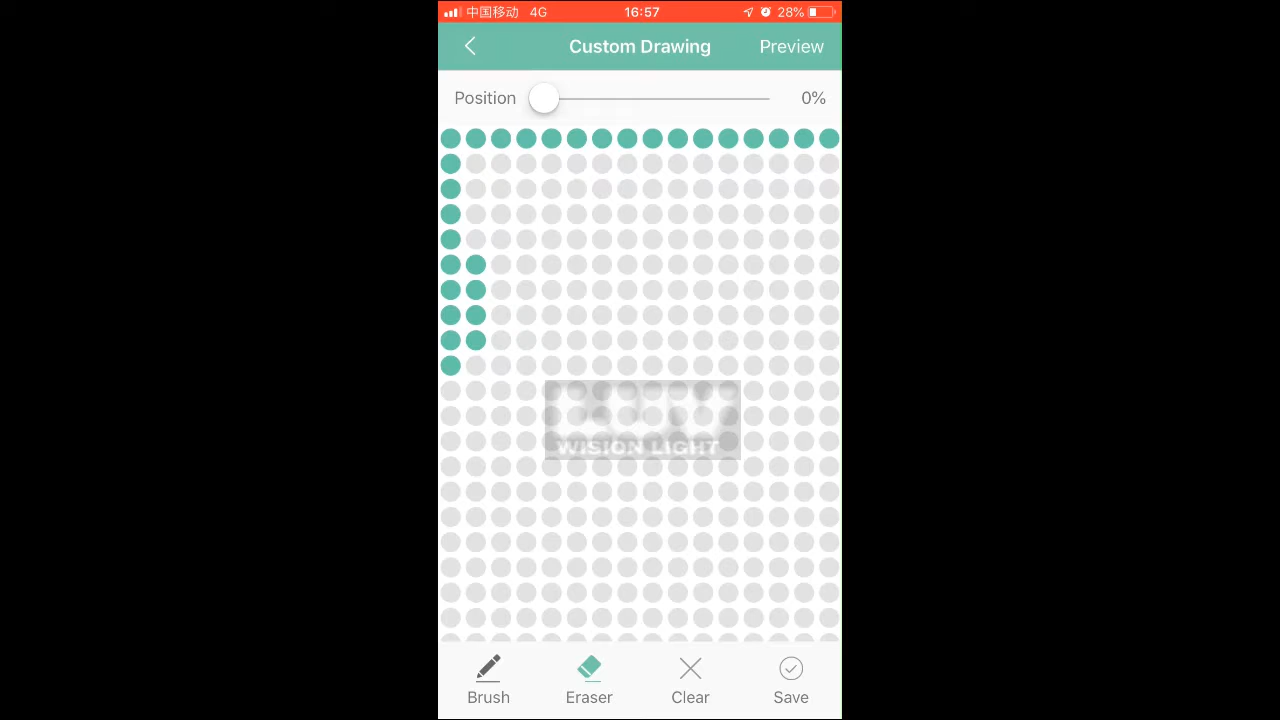 中国移动 4G 16:57 28%
Custom Drawing Preview
Position 0%
WISION LIGHT
Brush Eraser Clear Save